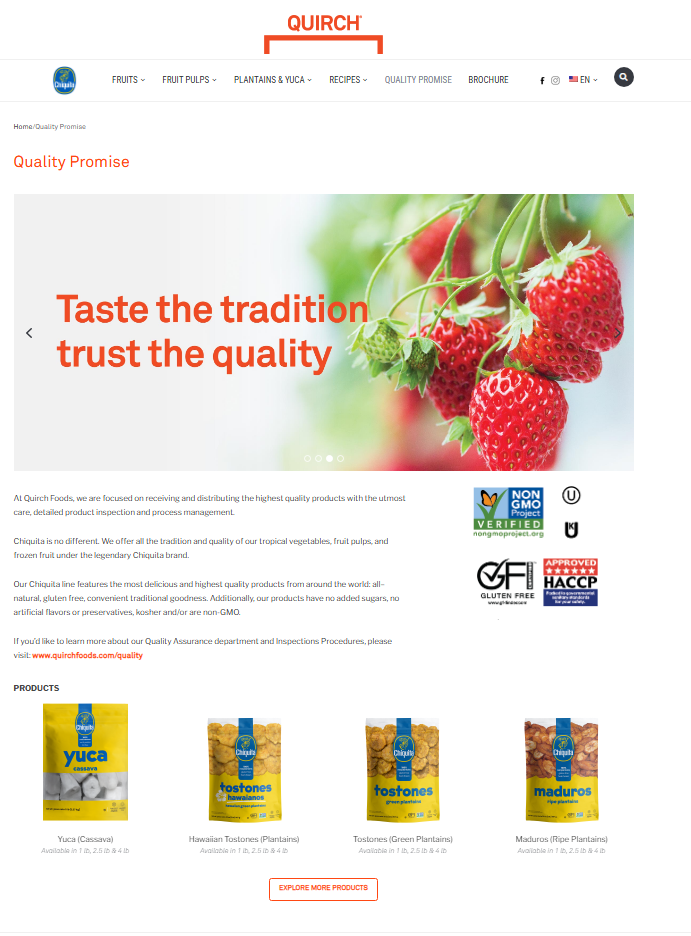 QUIRCH
Chiquita
FRUITS
FRUIT PULPS
PLANTAINS & YUCA
RECIPES
QUALITY PROMISE
BROCHURE
EN
Home/Quality Promise
Quality Promise
Taste the tradition
trust the quality
At Quirch Foods, we are focused on receiving and distributing the highest quality products with the utmost
care, detailed product inspection and process management.
Chiquita is no different. We offer all the tradition and quality of our tropical vegetables, fruit pulps, and
frozen fruit under the legendary Chiquita brand.
Our Chiquita line features the most delicious and highest quality products from around the world: all–
natural, gluten free, convenient traditional goodness. Additionally, our products have no added sugars, no
artificial flavors or preservatives, kosher and/or are non-GMO.
If you'd like to learn more about our Quality Assurance department and Inspections Procedures, please
visit: www.quirchfoods.com/quality
NON
GMO
Project
VERIFIED
nongmoproject.org
U
K
GF
CERTIFIED
GLUTEN FREE
www.gf-finder.com
APPROVED
HACCP
for your safety.
PRODUCTS
Chiquita
yuca
cassava
Chiquita
tostones
hawaianos
Chiquita
tostones
green plantains
Chiquita
maduros
ripe plantains
Yuca (Cassava)
Available in 1 lb, 2.5 lb & 4 lb
Hawaiian Tostones (Plantains)
Available in 1 lb, 2.5 lb & 4 lb
Tostones (Green Plantains)
Available in 1 lb, 2.5 lb & 4 lb
Maduros (Ripe Plantains)
Available in 1 lb, 2.5 lb & 4 lb
EXPLORE MORE PRODUCTS